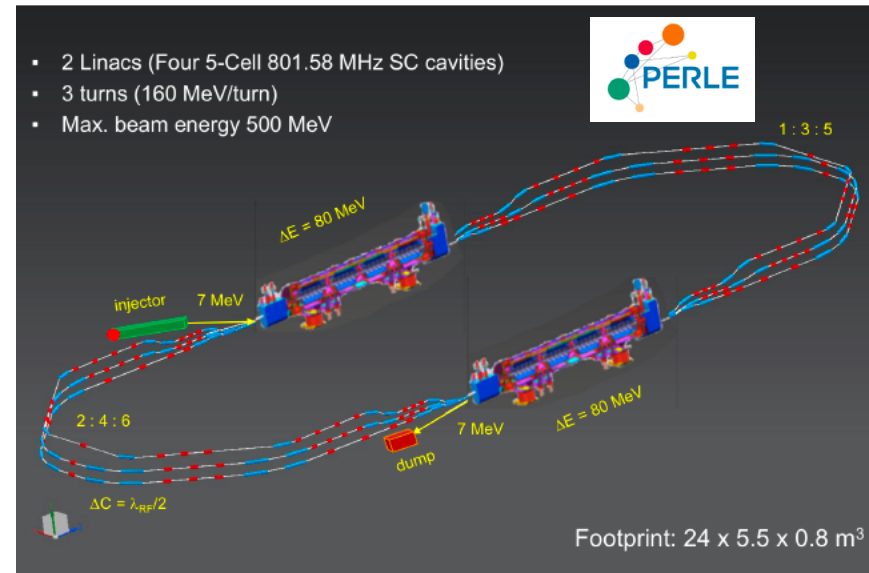 ▪ 2 Linacs (Four 5-Cell 801.58 MHz SC cavities)
▪ 3 turns (160 MeV/turn)
▪ Max. beam energy 500 MeV
PERLE
1 : 3 : 5
ΔE = 80 MeV
injector
7 MeV
2 : 4 : 6
7 MeV
ΔE = 80 MeV
dump
ΔC = λRF/2
Footprint: 24 x 5.5 x 0.8 m³